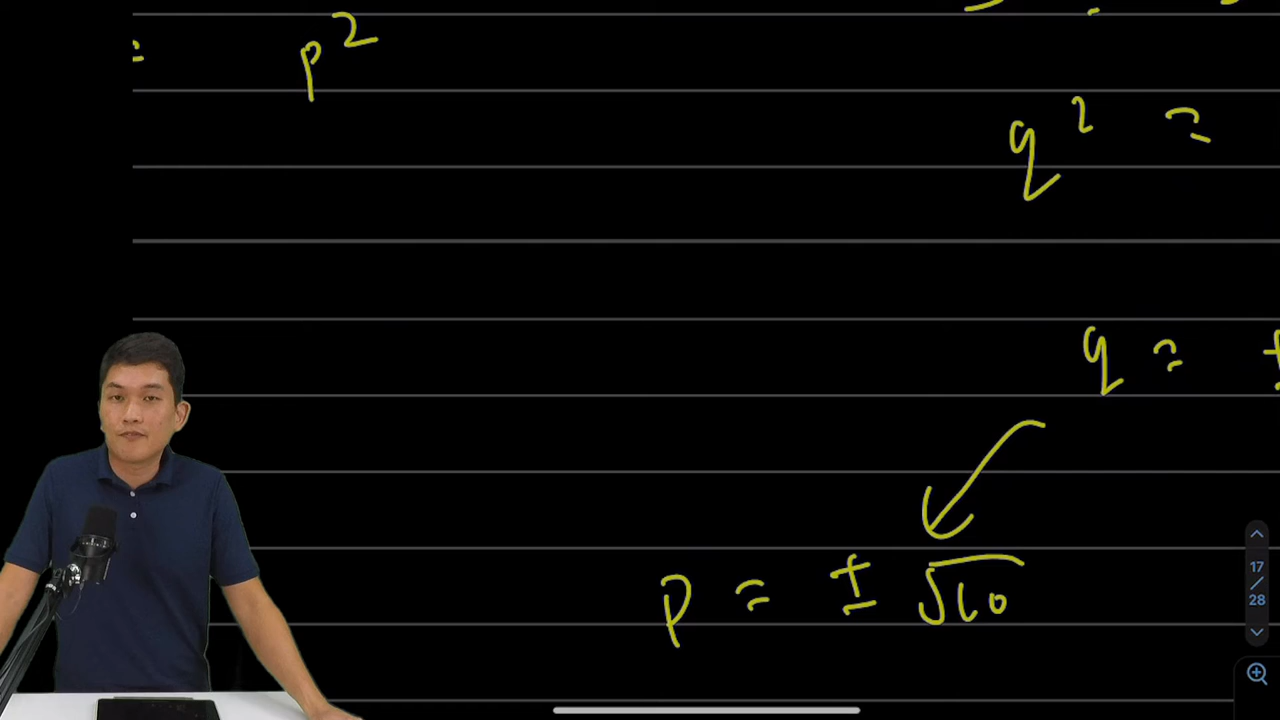 = p²
q² =
q = ±
p = ± √10
17
/
28